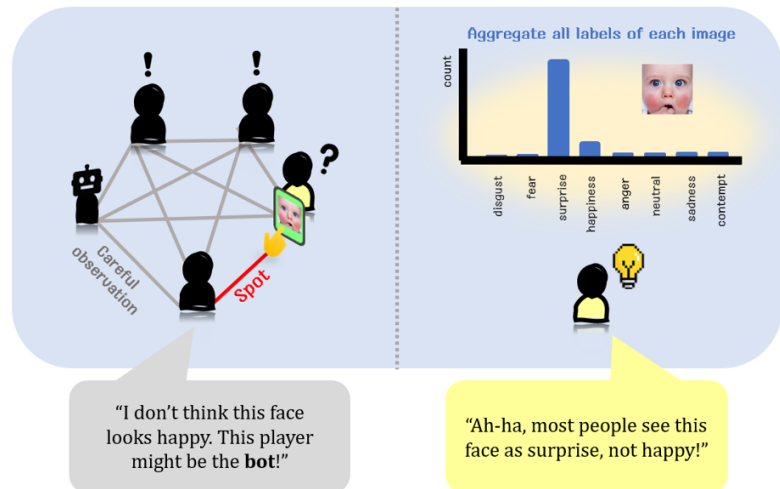 !
!
?
Careful
observation
Spot
“I don’t think this face
looks happy. This player
might be the bot!”
Aggregate all labels of each image
count
disgust
fear
surprise
happiness
anger
neutral
sadness
contempt
“Ah-ha, most people see this
face as surprise, not happy!”